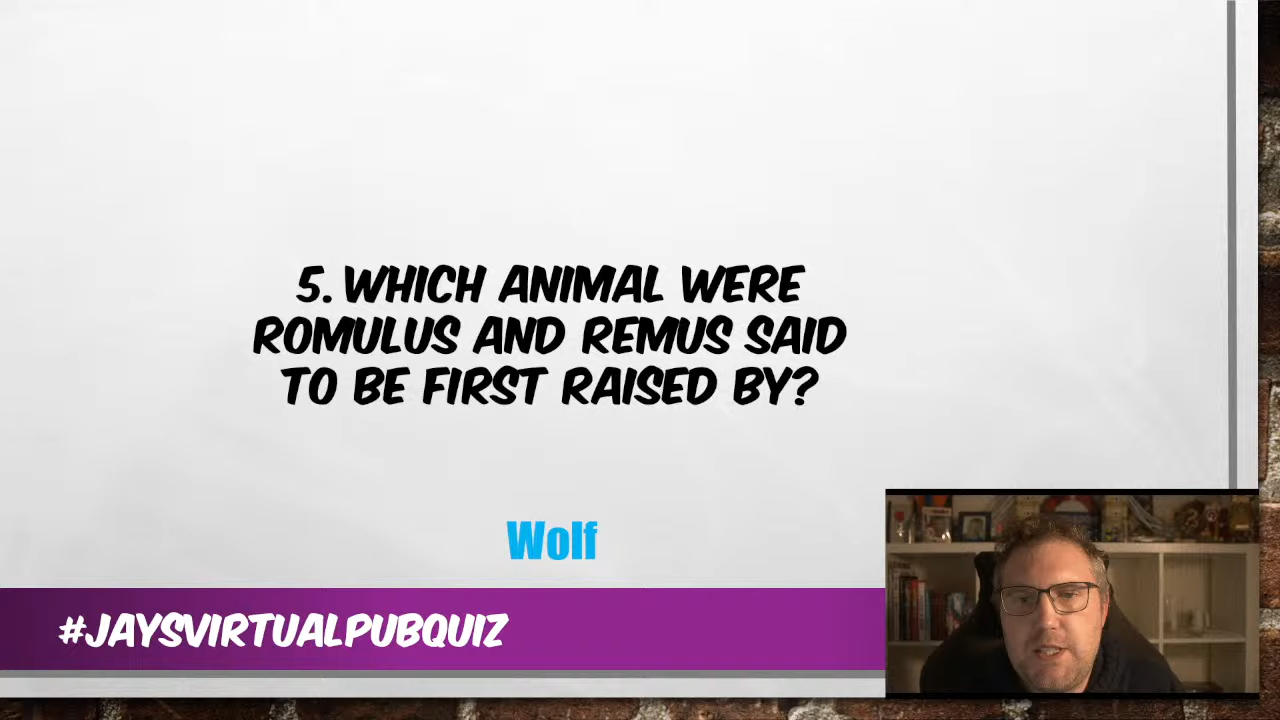 5. WHICH ANIMAL WERE
ROMULUS AND REMUS SAID
TO BE FIRST RAISED BY?
Wolf
#JAYSVIRTUALPUBQUIZ